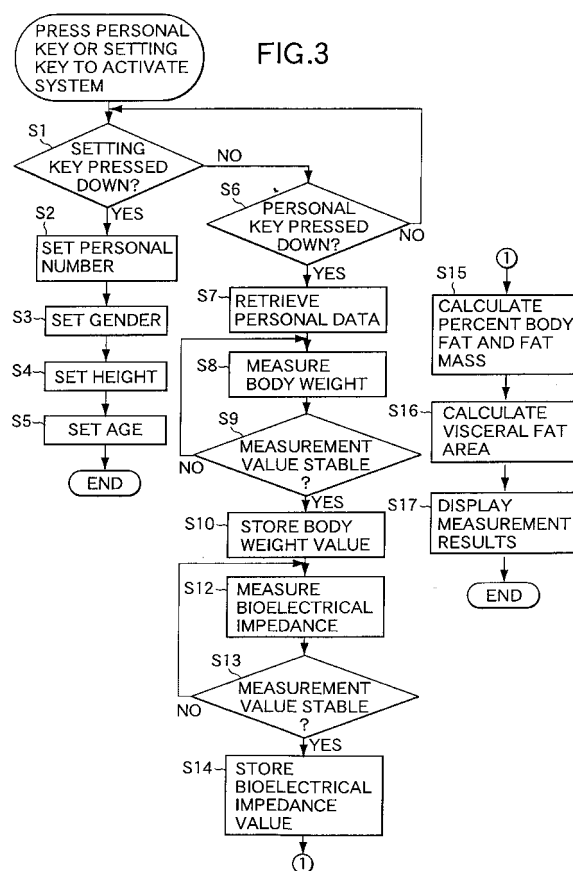 FIG.3
PRESS PERSONAL
KEY OR SETTING
KEY TO ACTIVATE
SYSTEM
S1
SETTING
KEY PRESSED
DOWN?
NO
YES
S2
SET PERSONAL
NUMBER
S3
SET GENDER
S4
SET HEIGHT
S5
SET AGE
END
S6
PERSONAL
KEY PRESSED
DOWN?
NO
YES
S7
RETRIEVE
PERSONAL DATA
S8
MEASURE
BODY WEIGHT
S9
MEASUREMENT
VALUE STABLE
?
NO
YES
S10
STORE BODY
WEIGHT VALUE
S12
MEASURE
BIOELECTRICAL
IMPEDANCE
S13
MEASUREMENT
VALUE STABLE
?
NO
YES
S14
STORE
BIOELECTRICAL
IMPEDANCE
VALUE
1
1
S15
CALCULATE
PERCENT BODY
FAT AND FAT
MASS
S16
CALCULATE
VISCERAL FAT
AREA
S17
DISPLAY
MEASUREMENT
RESULTS
END